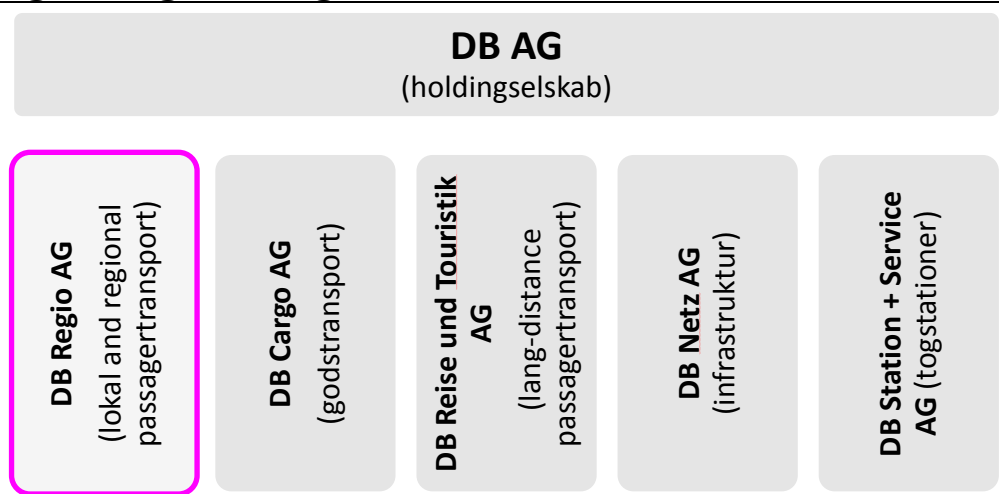 DB AG
(holdingselskab)
DB Regio AG
(lokal and regional
passagertransport)
DB Cargo AG
(godstransport)
DB Reise und Touristik
AG
(lang-distance
passagertransport)
DB Netz AG
(infrastruktur)
DB Station + Service
AG (togstationer)